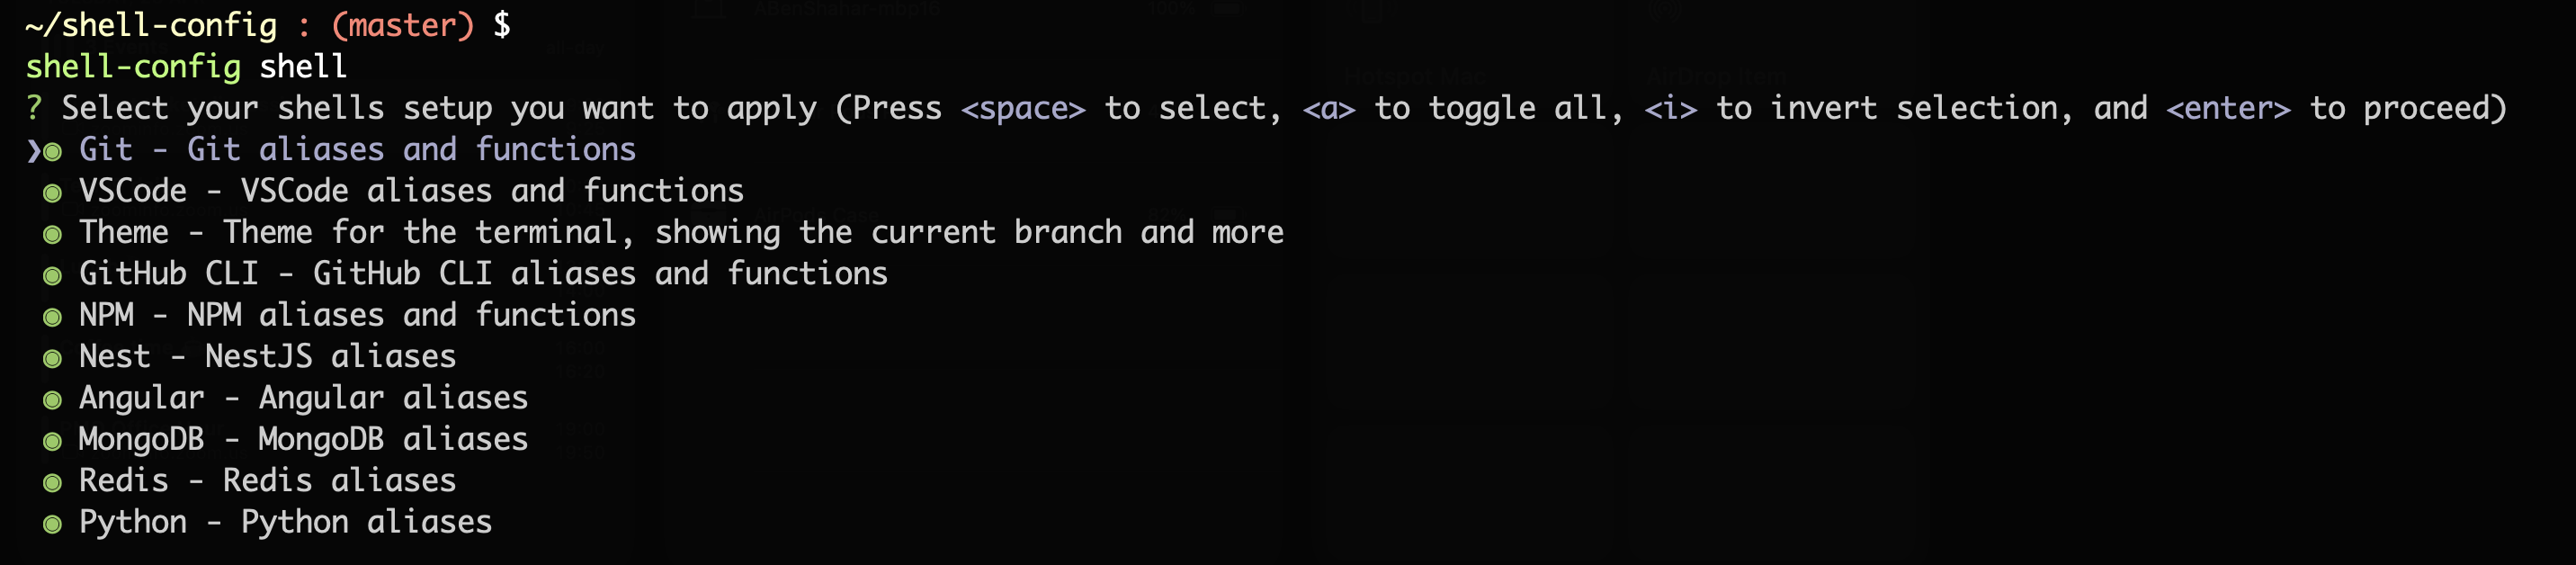 ~/shell-config : (master) $
shell-config shell
? Select your shells setup you want to apply (Press <space> to select, <a> to toggle all, <i> to invert selection, and <enter> to proceed)
❯◉ Git - Git aliases and functions
◉ VSCode - VSCode aliases and functions
◉ Theme - Theme for the terminal, showing the current branch and more
◉ GitHub CLI - GitHub CLI aliases and functions
◉ NPM - NPM aliases and functions
◉ Nest - NestJS aliases
◉ Angular - Angular aliases
◉ MongoDB - MongoDB aliases
◉ Redis - Redis aliases
◉ Python - Python aliases